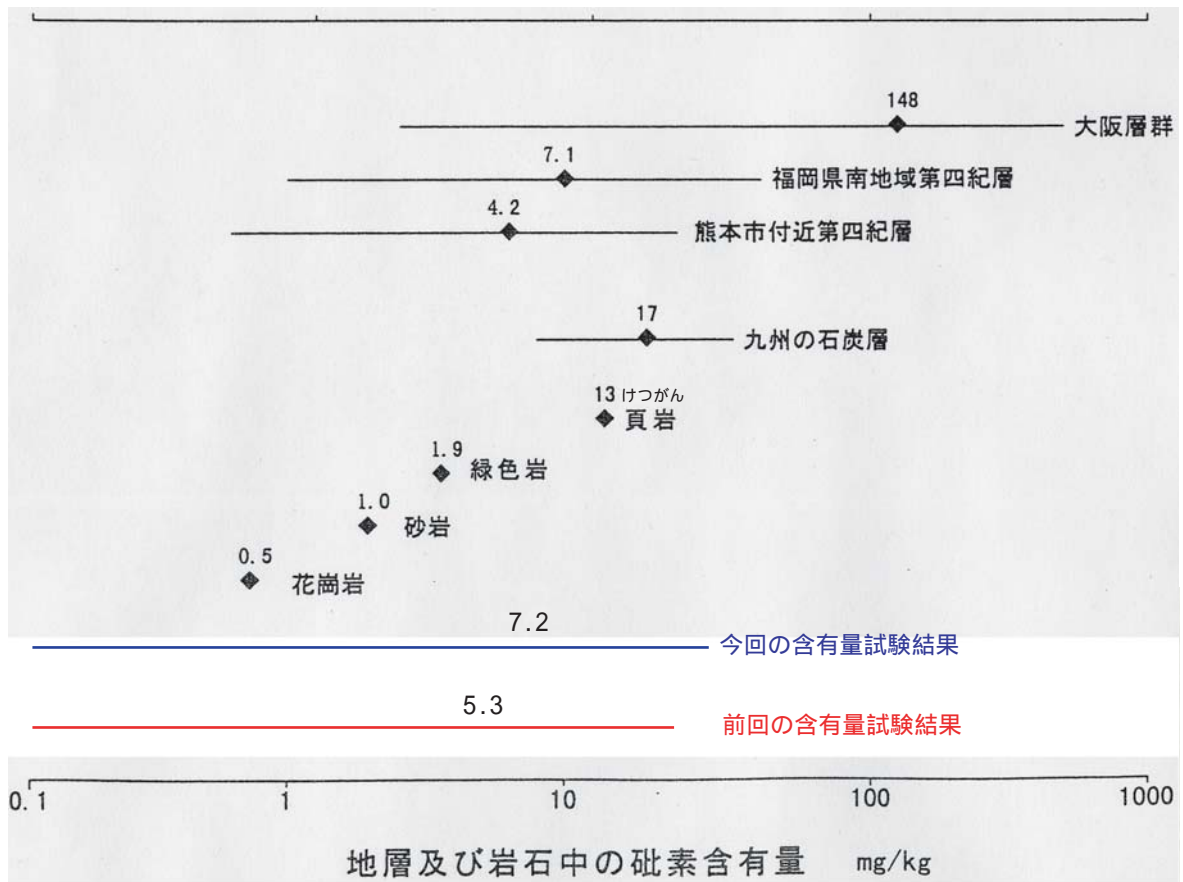 148
大阪層群
7.1
福岡県南地域第四紀層
4.2
熊本市付近第四紀層
17
九州の石炭層
13 けつがん
頁岩
1.9
緑色岩
1.0
砂岩
0.5
花崗岩
7.2
今回の含有量試験結果
5.3
前回の含有量試験結果
0.1 1 10 100 1000
地層及び岩石中の砒素含有量 mg/kg